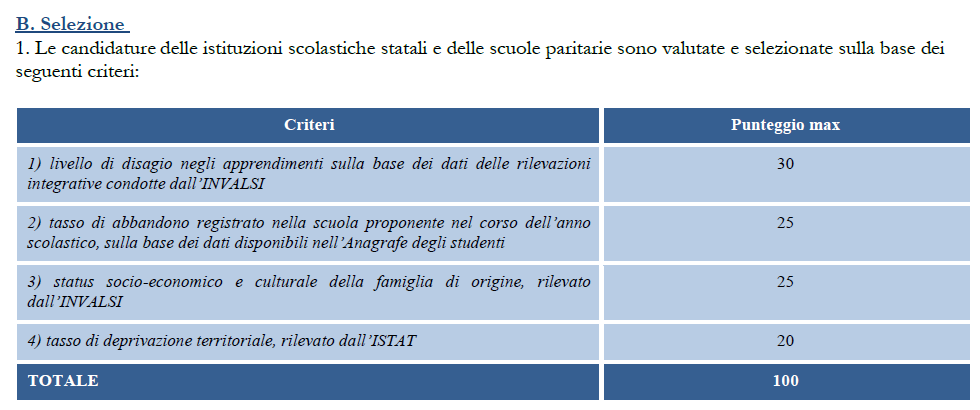 B. Selezione
1. Le candidature delle istituzioni scolastiche statali e delle scuole paritarie sono valutate e selezionate sulla base dei
seguenti criteri:
Criteri Punteggio max
1) livello di disagio negli apprendimenti sulla base dei dati delle rilevazioni
integrative condotte dall'INVALSI
30
2) tasso di abbandono registrato nella scuola proponente nel corso dell'anno
scolastico, sulla base dei dati disponibili nell'Anagrafe degli studenti
25
3) status socio-economico e culturale della famiglia di origine, rilevato
dall'INVALSI
25
4) tasso di deprivazione territoriale, rilevato dall'ISTAT 20
TOTALE 100